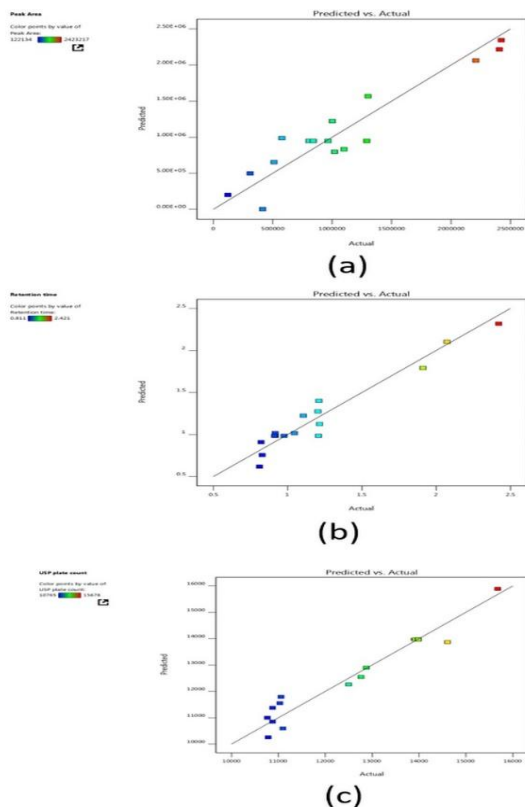 Peak Area
Color points by value of
Peak Area:
122134 2423217
Predicted vs. Actual
2.50E+06
2.00E+06
1.50E+06
1.00E+06
5.00E+05
0.00E+00
Predicted
0 500000 1000000 1500000 2000000 2500000
Actual
(a)
Retention time
Color points by value of
Retention time:
0.811 2.421
Predicted vs. Actual
2.5
2
1.5
1
0.5
Predicted
0.5 1 1.5 2 2.5
Actual
(b)
USP plate count
Color points by value of
USP plate count:
15678
Predicted vs. Actual
16000
15000
14000
13000
12000
11000
10000
Predicted
10000 11000 12000 13000 14000 15000 16000
Actual
(c)